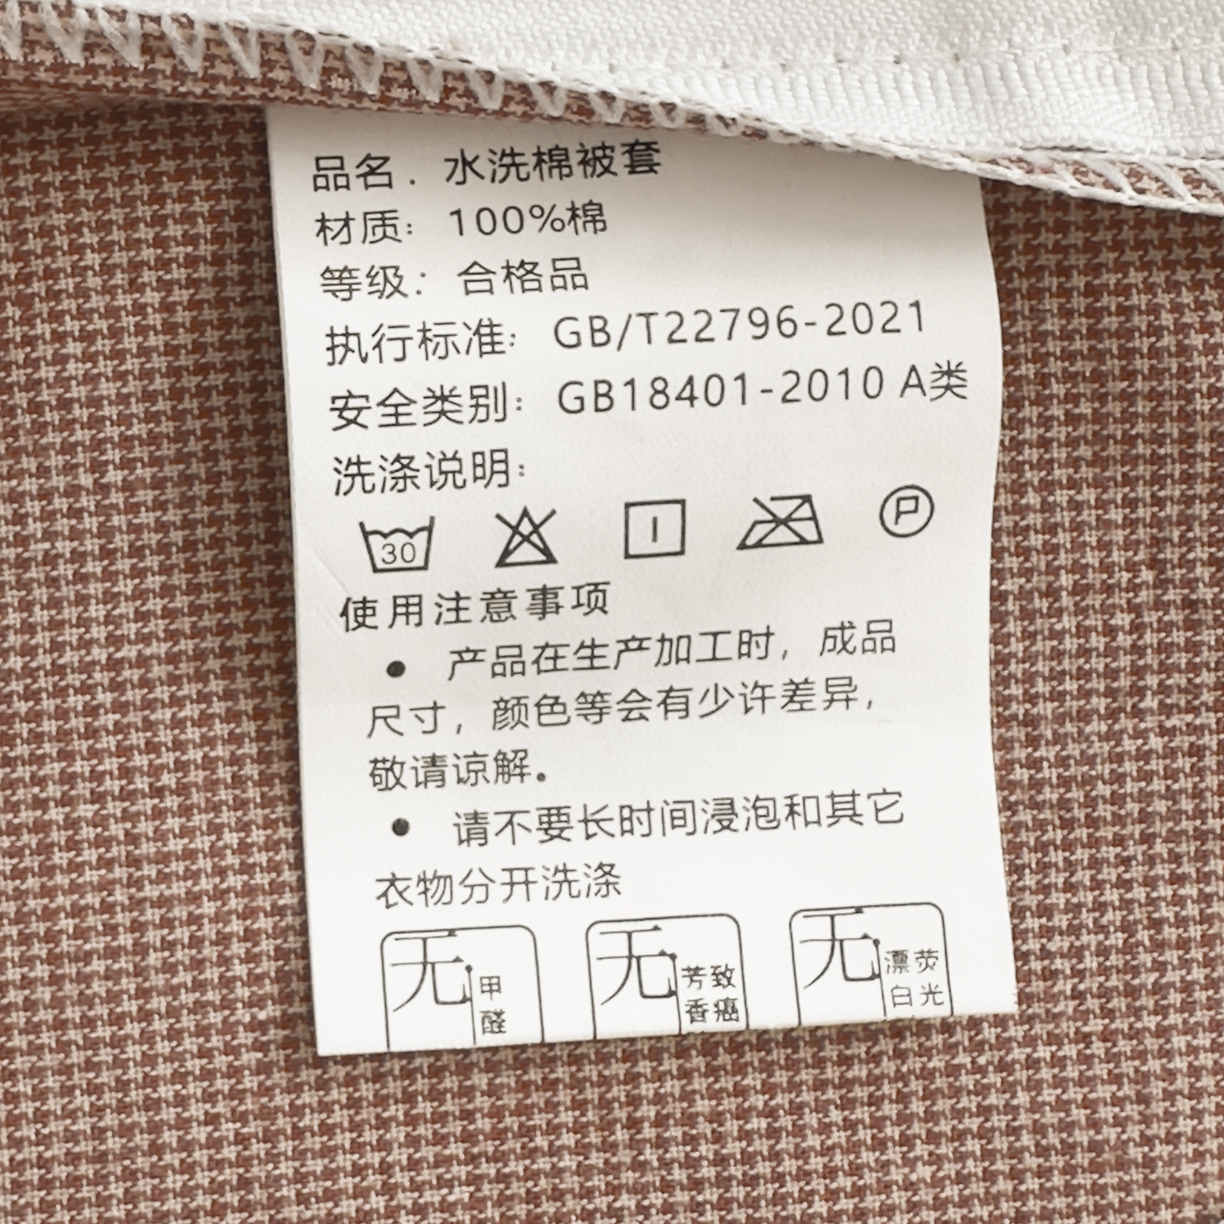 品名. 水洗棉被套
材质: 100%棉
等级: 合格品
执行标准: GB/T22796-2021
安全类别: GB18401-2010 A类
洗涤说明:
30
P
使用注意事项
● 产品在生产加工时，成品
尺寸，颜色等会有少许差异，
敬请谅解。
● 请不要长时间浸泡和其它
衣物分开洗涤
无 甲醛
无 芳香致癌
无 漂白荧光